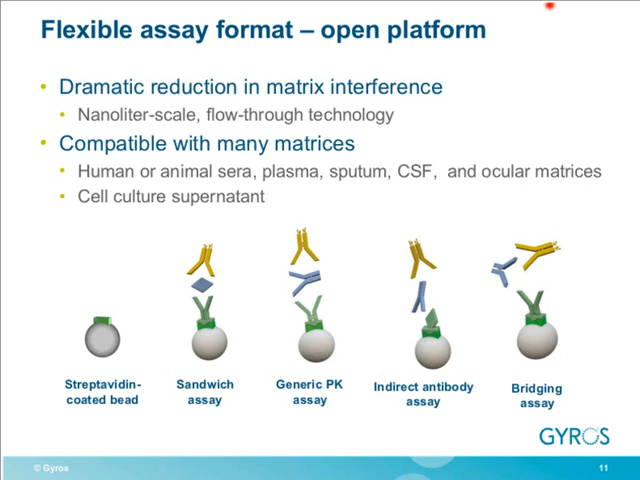 Flexible assay format – open platform
• Dramatic reduction in matrix interference
• Nanoliter-scale, flow-through technology
• Compatible with many matrices
• Human or animal sera, plasma, sputum, CSF, and ocular matrices
• Cell culture supernatant
Streptavidin-
coated bead
Sandwich
assay
Generic PK
assay
Indirect antibody
assay
Bridging
assay
GYROS
© Gyros
11